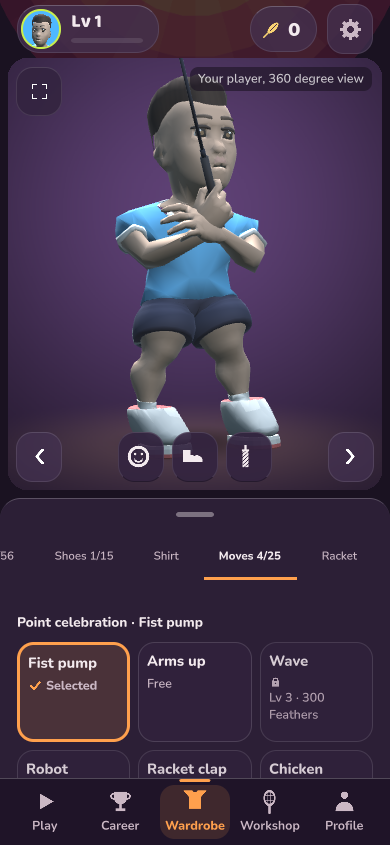 Lv 1
0
Your player, 360 degree view
56
Shoes 1/15
Shirt
Moves 4/25
Racket
Point celebration · Fist pump
Fist pump
Selected
Arms up
Free
Wave
Lv 3 · 300
Feathers
Robot
Racket clap
Chicken
Play
Career
Wardrobe
Workshop
Profile